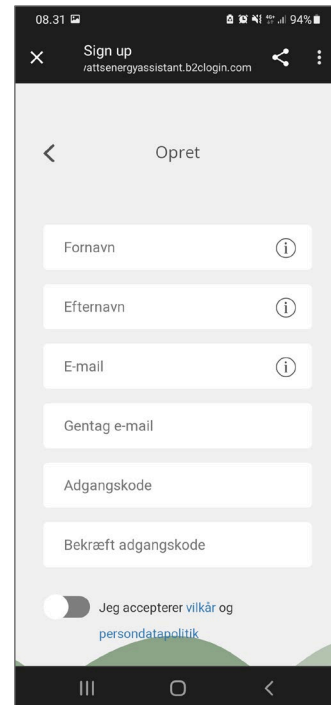 08.31 94%
Sign up
vattsenergyassistant.b2clogin.com
Opret
Fornavn
Efternavn
E-mail
Gentag e-mail
Adgangskode
Bekræft adgangskode
Jeg accepterer vilkår og
persondatapolitik